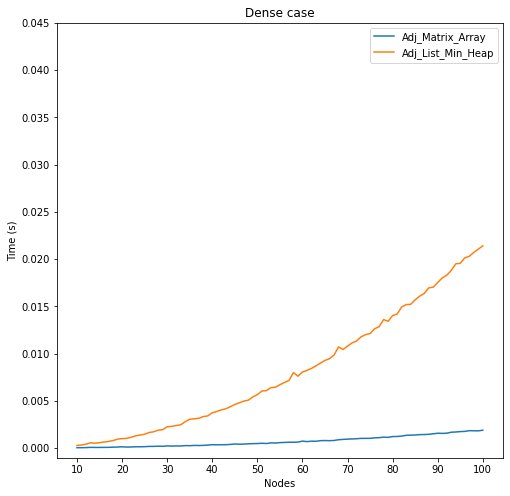 Dense case
Adj_Matrix_Array
Adj_List_Min_Heap
0.045
0.040
0.035
0.030
0.025
0.020
0.015
0.010
0.005
0.000
Time (s)
10 20 30 40 50 60 70 80 90 100
Nodes